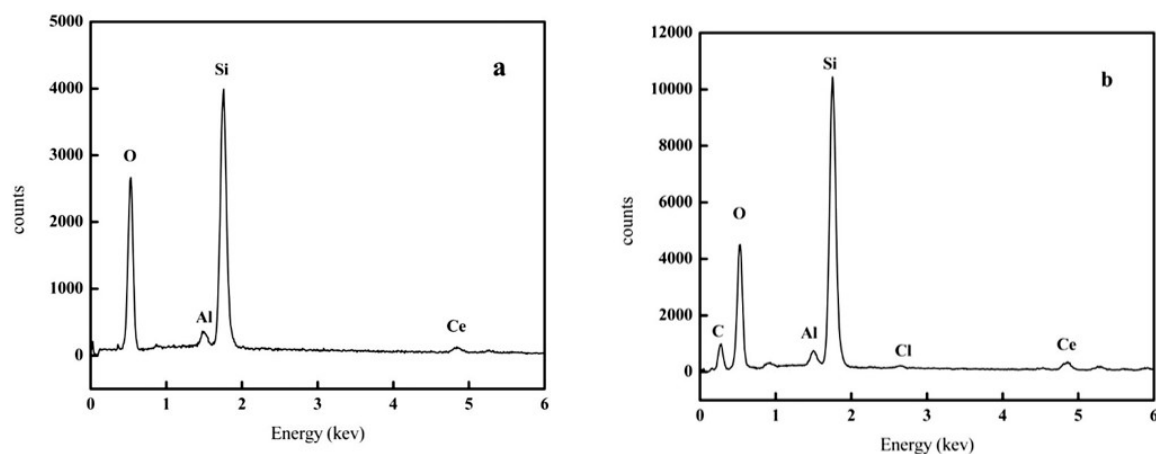 5000
a
Si
4000
3000
O
counts
2000
1000
Al
Ce
0
0 1 2 3 4 5 6
Energy (kev)
12000
Si
b
10000
8000
counts
6000
O
4000
2000
C
Al
Cl
Ce
0
0 1 2 3 4 5 6
Energy (kev)